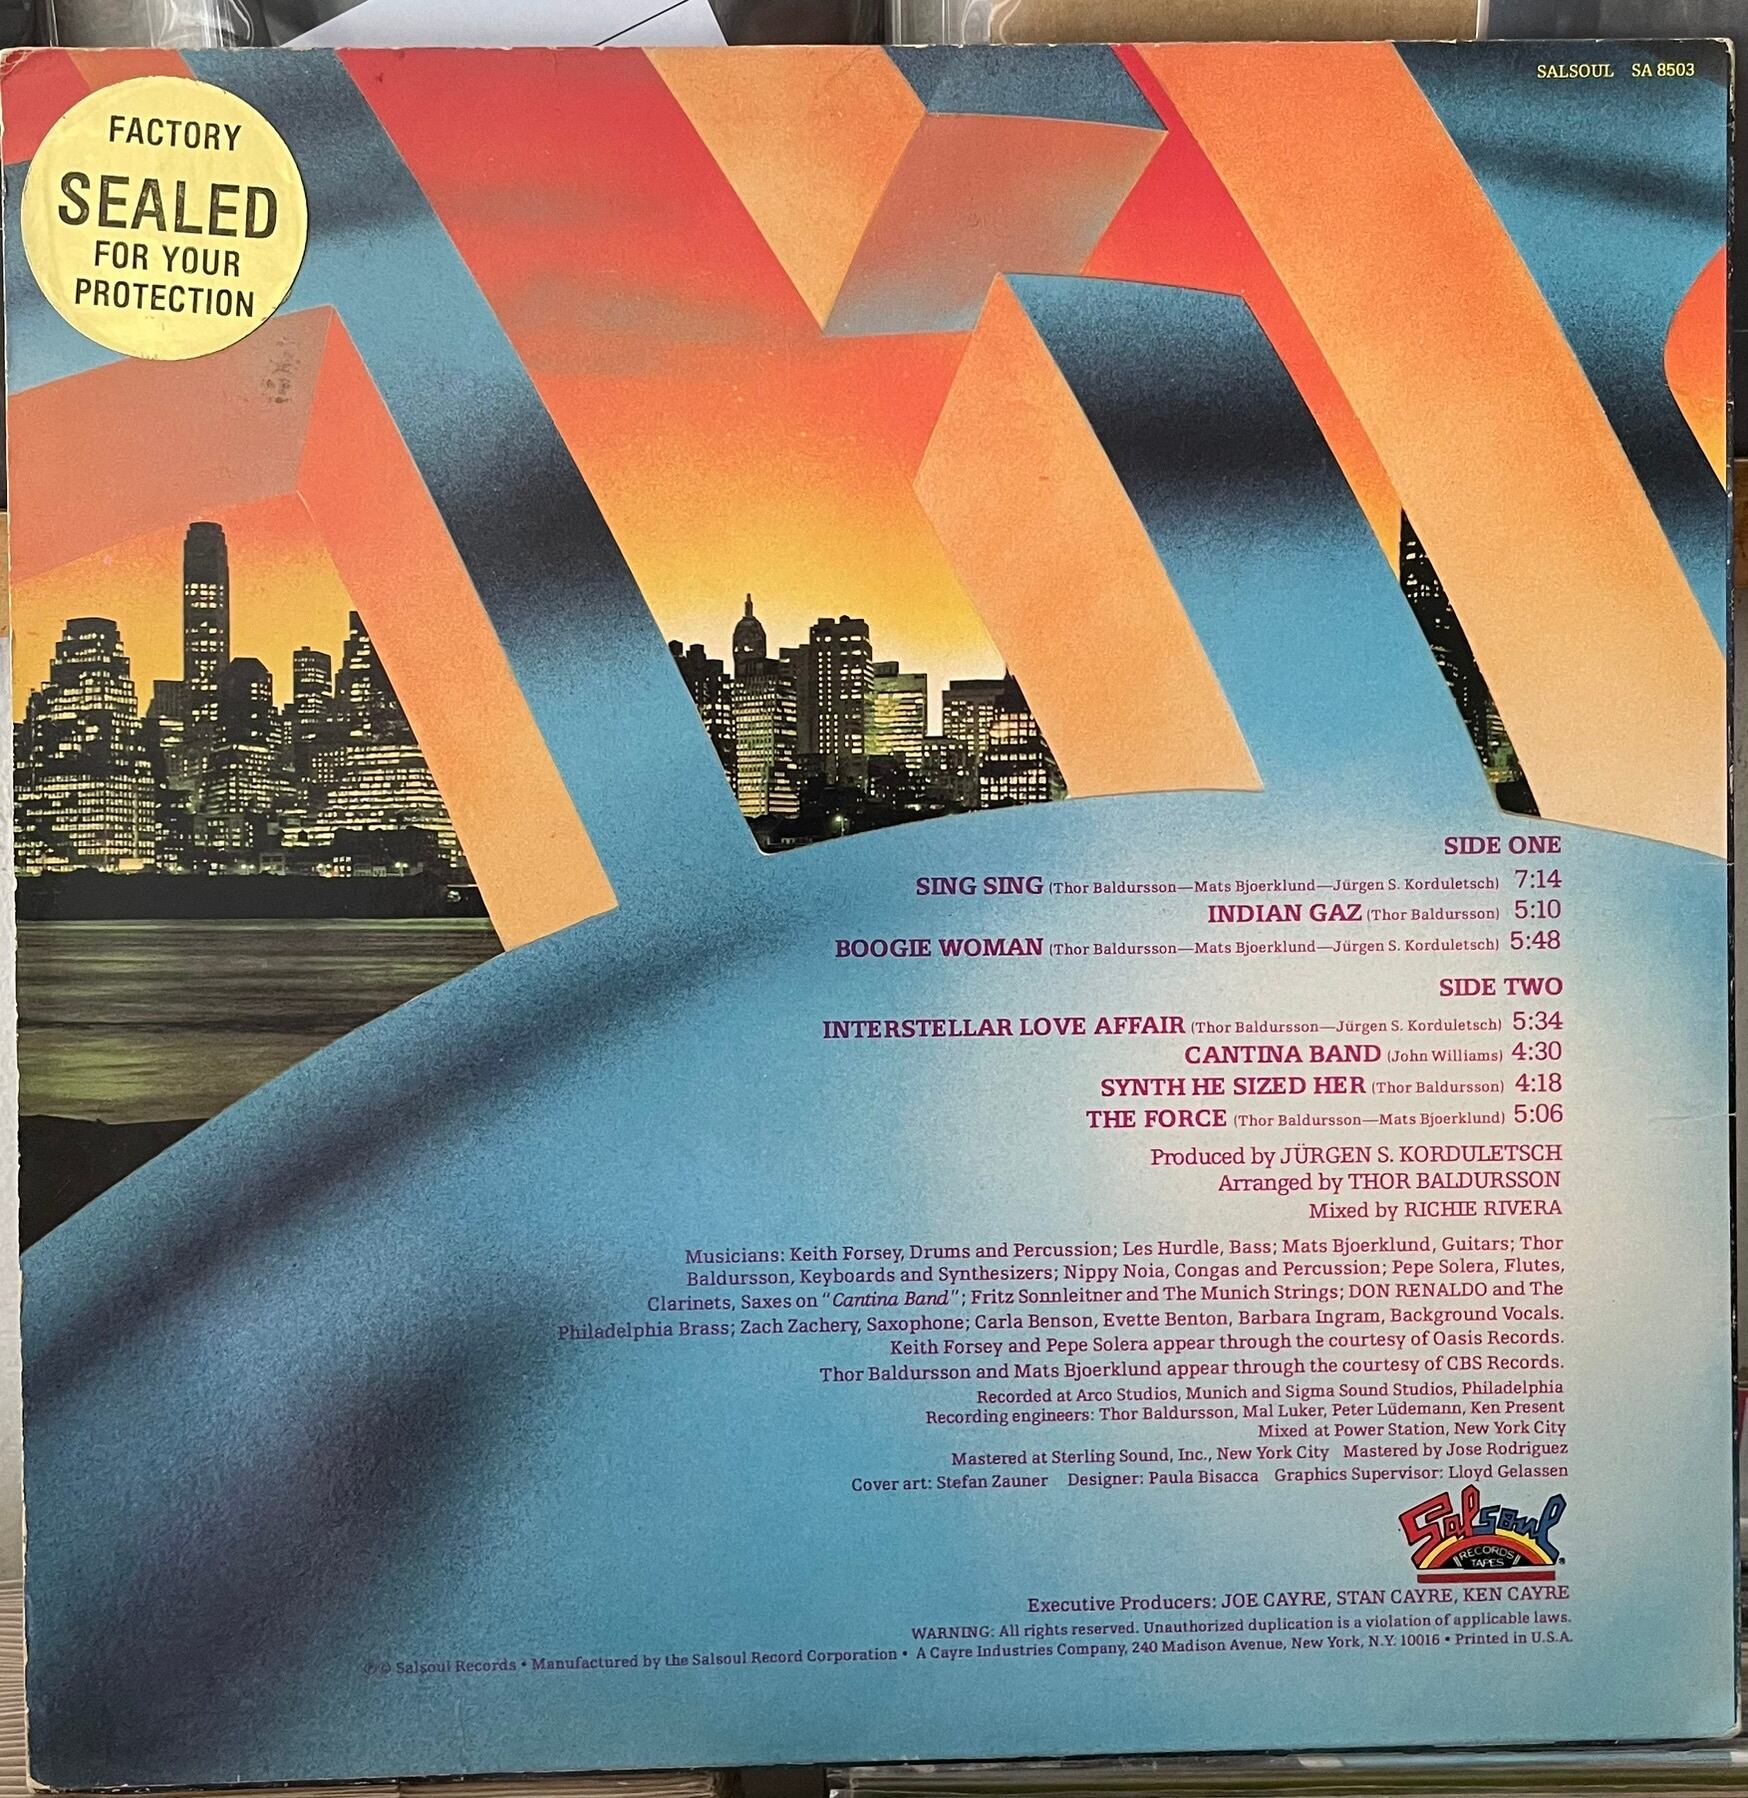 SALSOUL SA 8503
FACTORY
SEALED
FOR YOUR
PROTECTION
SIDE ONE
SING SING (Thor Baldursson—Mats Bjoerklund—Jürgen S. Korduletsch) 7:14
INDIAN GAZ (Thor Baldursson) 5:10
BOOGIE WOMAN (Thor Baldursson—Mats Bjoerklund—Jürgen S. Korduletsch) 5:48
SIDE TWO
INTERSTELLAR LOVE AFFAIR (Thor Baldursson—Jürgen S. Korduletsch) 5:34
CANTINA BAND (John Williams) 4:30
SYNTH HE SIZED HER (Thor Baldursson) 4:18
THE FORCE (Thor Baldursson—Mats Bjoerklund) 5:06
Produced by JÜRGEN S. KORDULETSCH
Arranged by THOR BALDURSSON
Mixed by RICHIE RIVERA
Musicians: Keith Forsey, Drums and Percussion; Les Hurdle, Bass; Mats Bjoerklund, Guitars; Thor
Baldursson, Keyboards and Synthesizers; Nippy Noia, Congas and Percussion; Pepe Solera, Flutes,
Clarinets, Saxes on "Cantina Band"; Fritz Sonnleitner and The Munich Strings; DON RENALDO and The
Philadelphia Brass; Zach Zachery, Saxophone; Carla Benson, Evette Benton, Barbara Ingram, Background Vocals.
Keith Forsey and Pepe Solera appear through the courtesy of Oasis Records.
Thor Baldursson and Mats Bjoerklund appear through the courtesy of CBS Records.
Recorded at Arco Studios, Munich and Sigma Sound Studios, Philadelphia
Recording engineers: Thor Baldursson, Mal Luker, Peter Lüdemann, Ken Present
Mixed at Power Station, New York City
Mastered at Sterling Sound, Inc., New York City Mastered by Jose Rodriguez
Cover art: Stefan Zauner Designer: Paula Bisacca Graphics Supervisor: Lloyd Gelassen
Salsoul
RECORDS
TAPES
Executive Producers: JOE CAYRE, STAN CAYRE, KEN CAYRE
WARNING: All rights reserved. Unauthorized duplication is a violation of applicable laws.
℗© Salsoul Records • Manufactured by the Salsoul Record Corporation • A Cayre Industries Company, 240 Madison Avenue, New York, N.Y. 10016 • Printed in U.S.A.